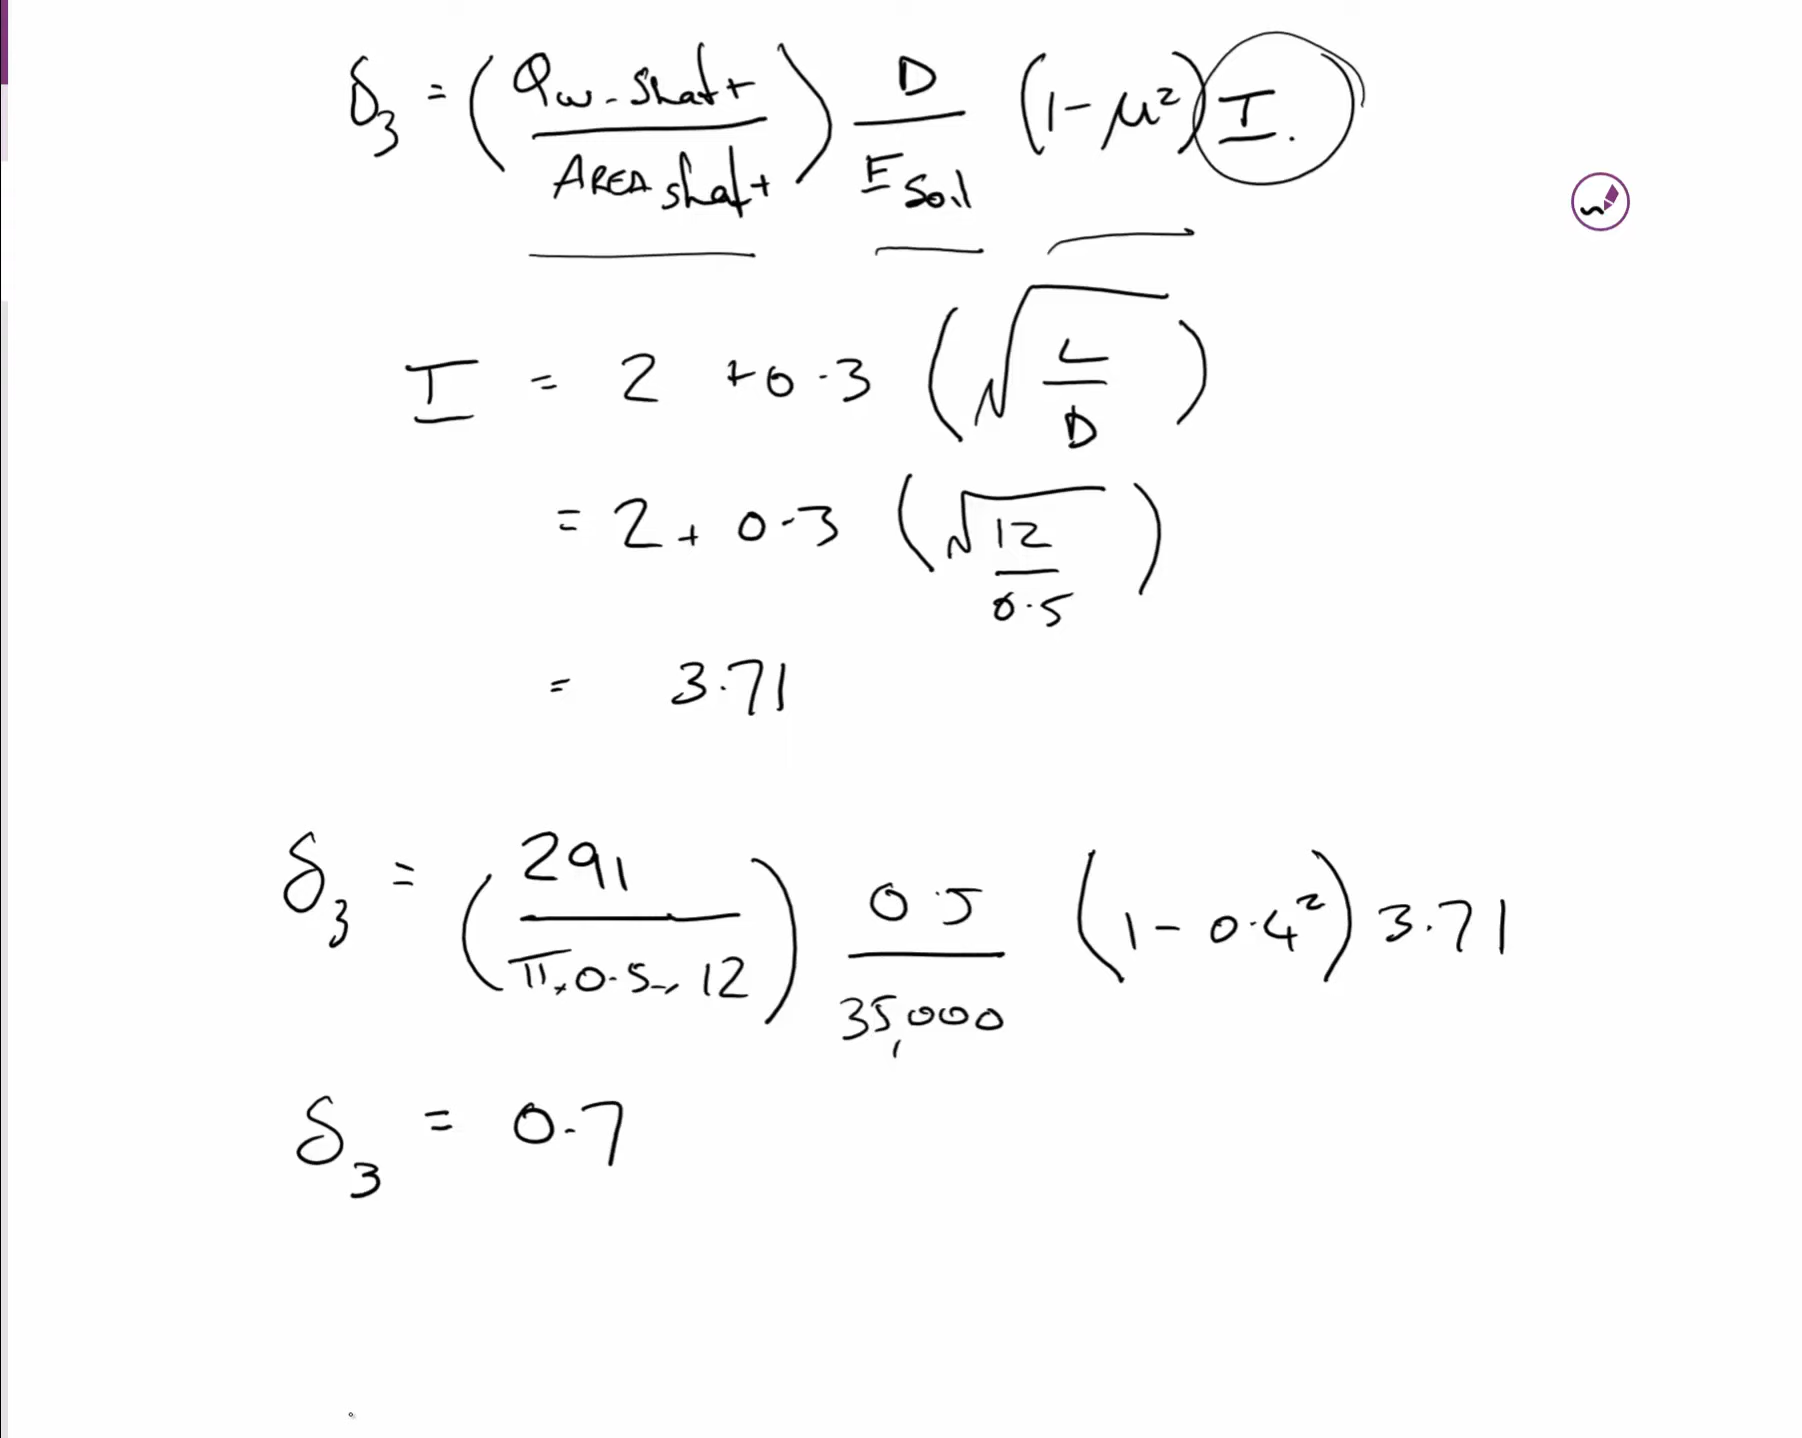 δ₃ = (Qw-shaft / AREA shaft) D / E soil (1 - μ²) I.
I = 2 + 0.3 (√(L / D))
= 2 + 0.3 (√(12 / 0.5))
= 3.71
δ₃ = (291 / π × 0.5 × 12) 0.5 / 35,000 (1 - 0.4²) 3.71
δ₃ = 0.7